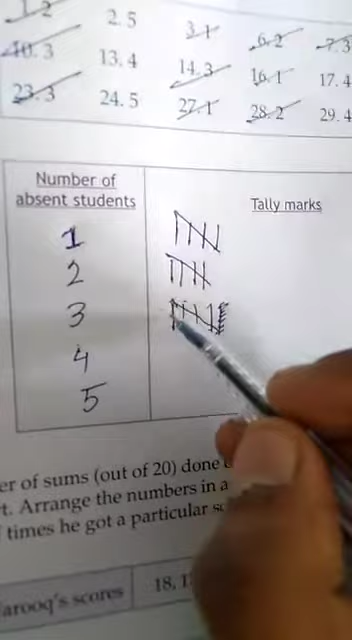 1. 2 2. 5 3. 1 6. 2 7. 3
10. 3 13. 4 14. 3 16. 1 17. 4
23. 3 24. 5 27. 1 28. 2 29. 4
Number of absent students Tally marks
1
2
3
4
5
er of sums (out of 20) done
t. Arrange the numbers in a
times he got a particular sc
arooq's scores 18, 1